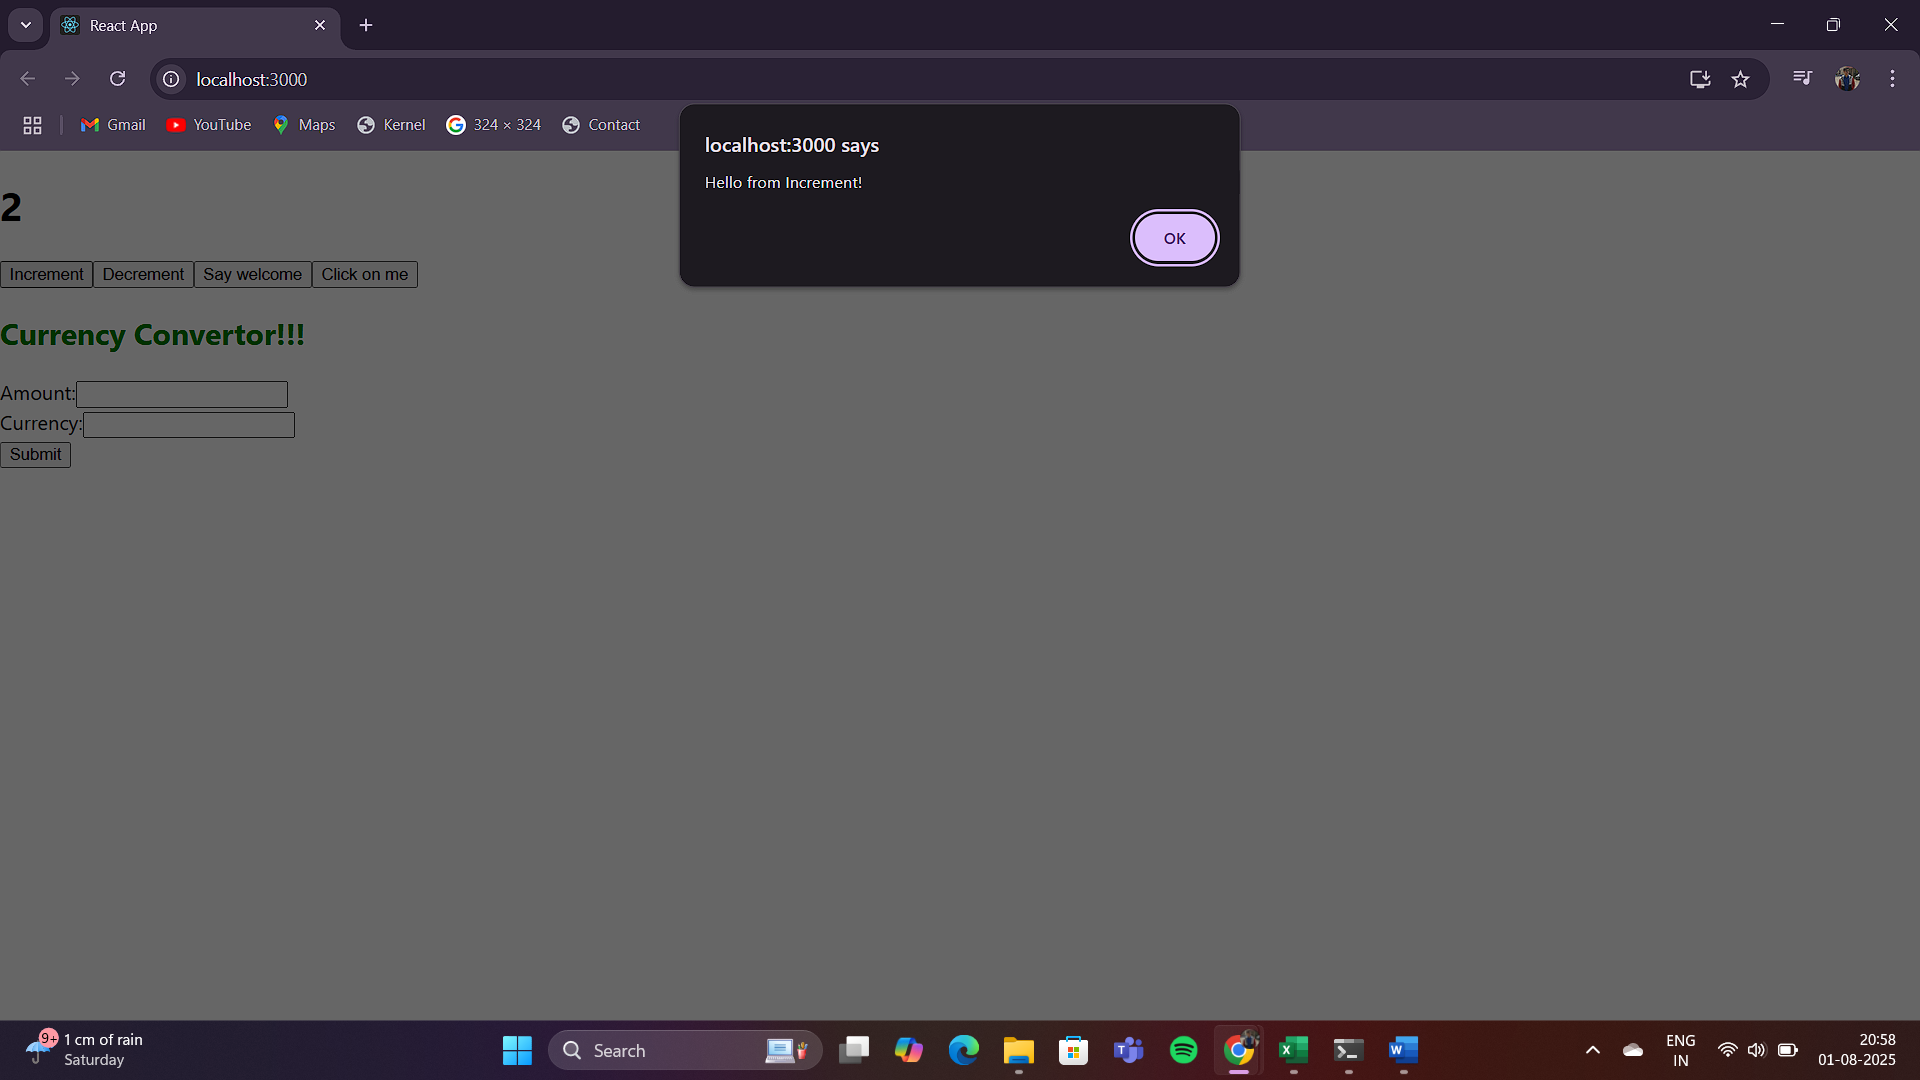 React App
localhost:3000
Gmail YouTube Maps Kernel 324 × 324 Contact
localhost:3000 says
Hello from Increment!
OK
2
Increment Decrement Say welcome Click on me
Currency Convertor!!!
Amount:
Currency:
Submit
9+ 1 cm of rain
Saturday
Search
ENG
IN
20:58
01-08-2025